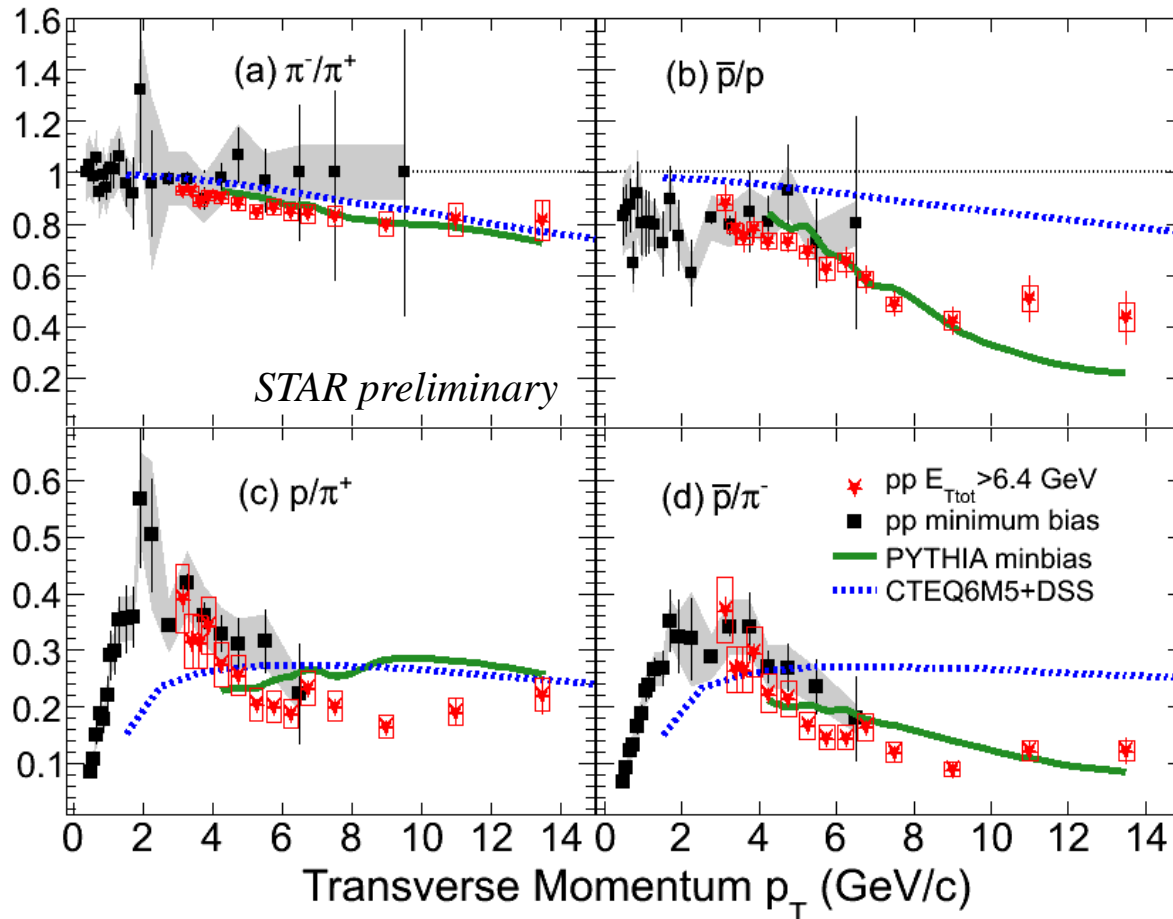 1.6
1.4
1.2
1
0.8
0.6
0.4
0.2
(a) π⁻/π⁺
STAR preliminary
(b) p̅/p
0.6
0.5
0.4
0.3
0.2
0.1
(c) p/π⁺
(d) p̅/π⁻
pp E_Ttot>6.4 GeV
pp minimum bias
PYTHIA minbias
CTEQ6M5+DSS
0 2 4 6 8 10 12 14 0 2 4 6 8 10 12 14
Transverse Momentum p_T (GeV/c)